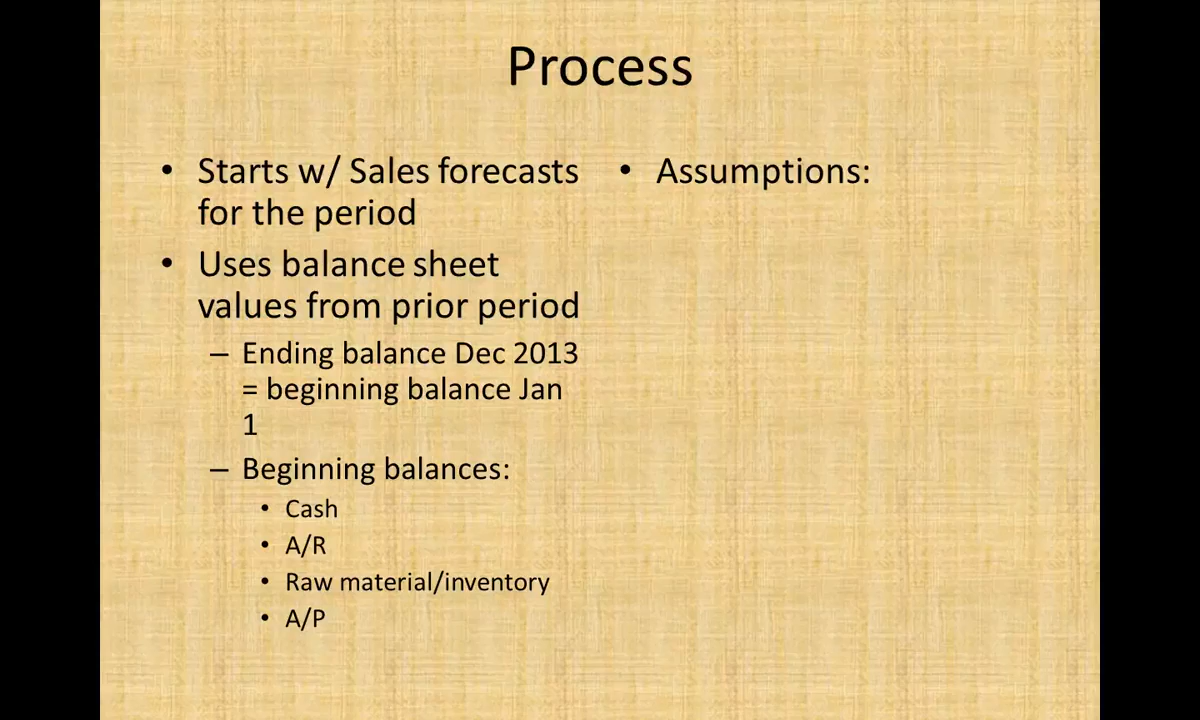 Process
• Starts w/ Sales forecasts
for the period
• Uses balance sheet
values from prior period
– Ending balance Dec 2013
= beginning balance Jan
1
– Beginning balances:
• Cash
• A/R
• Raw material/inventory
• A/P
• Assumptions: